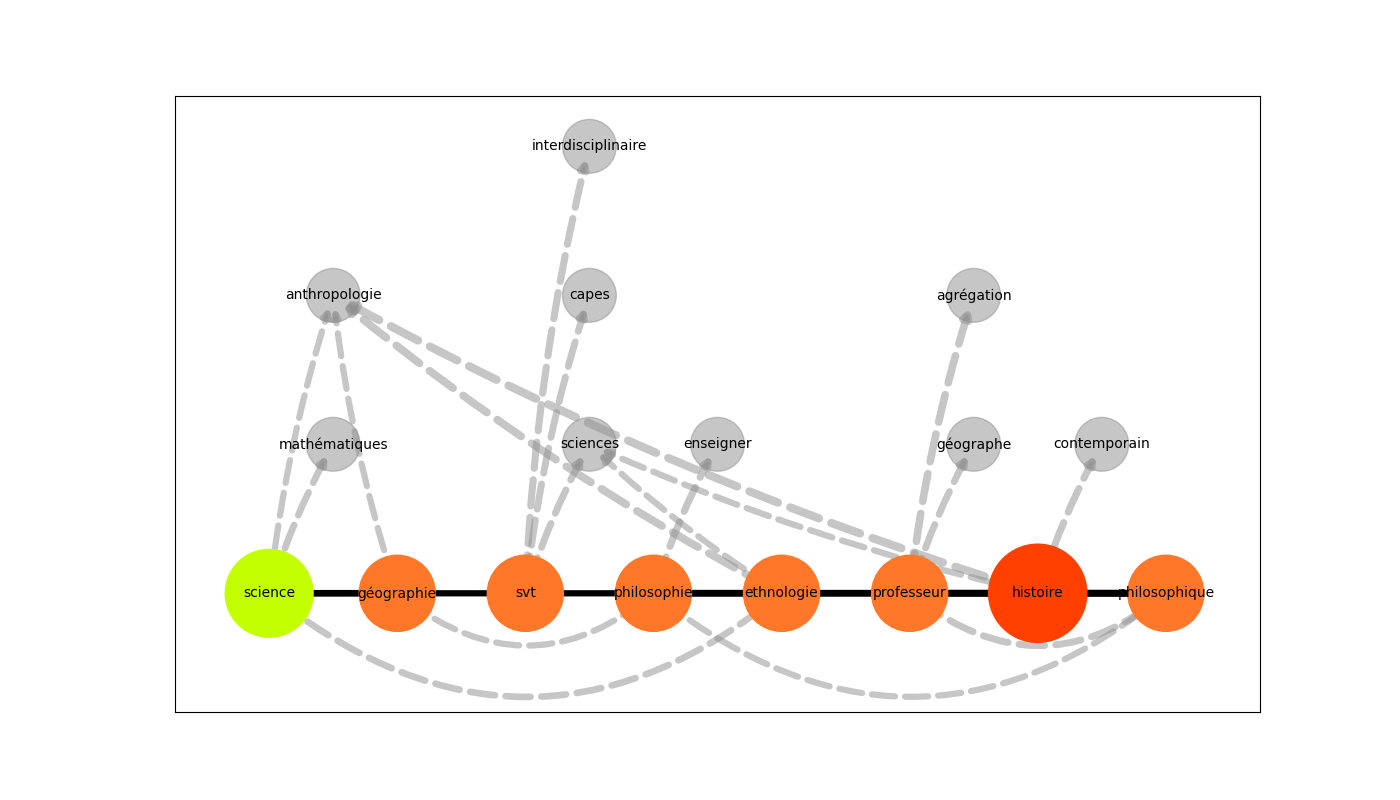 interdisciplinaire
anthropologie
capes
agrégation
mathématiques
sciences
enseigner
géographe
contemporain
science
géographie
svt
philosophie
ethnologie
professeur
histoire
philosophique